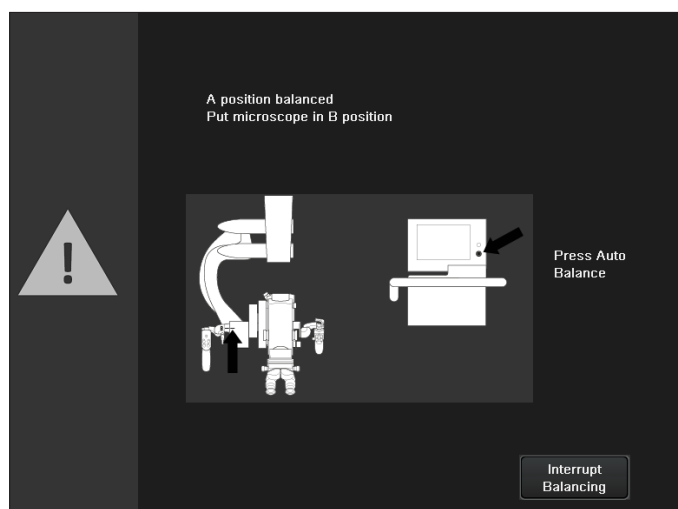 A position balanced
Put microscope in B position
Press Auto
Balance
Interrupt
Balancing